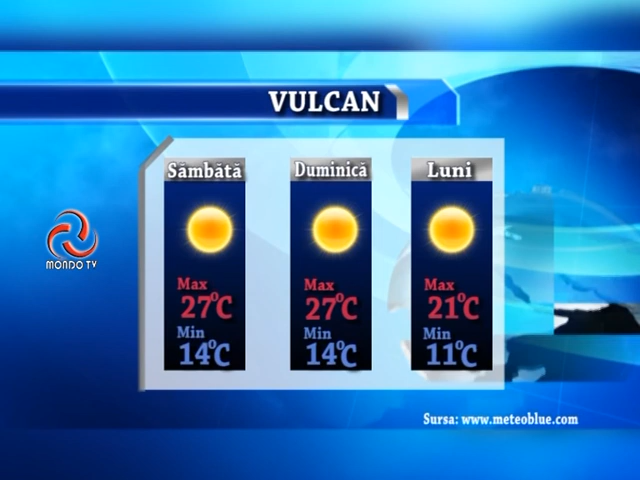 VULCAN
Sâmbătă Duminică Luni
Max Max Max
27°C 27°C 21°C
Min Min Min
14°C 14°C 11°C
MONDO TV
Sursa: www.meteoblue.com